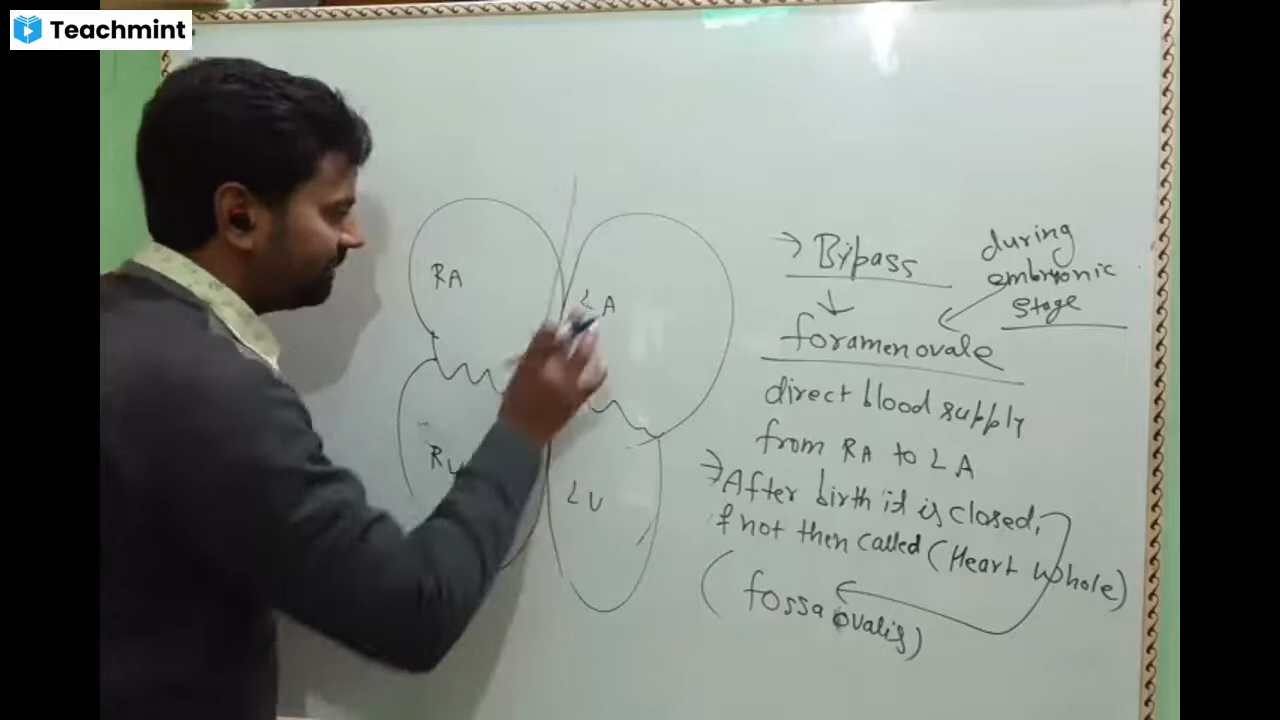 Teachmint
RA
LA
R
LV
→ Bypass
during
embryonic
stage
foramen ovale
direct blood supply
from RA to LA
→ After birth it is closed,
if not then called (Heart whole)
(fossa ovalis)